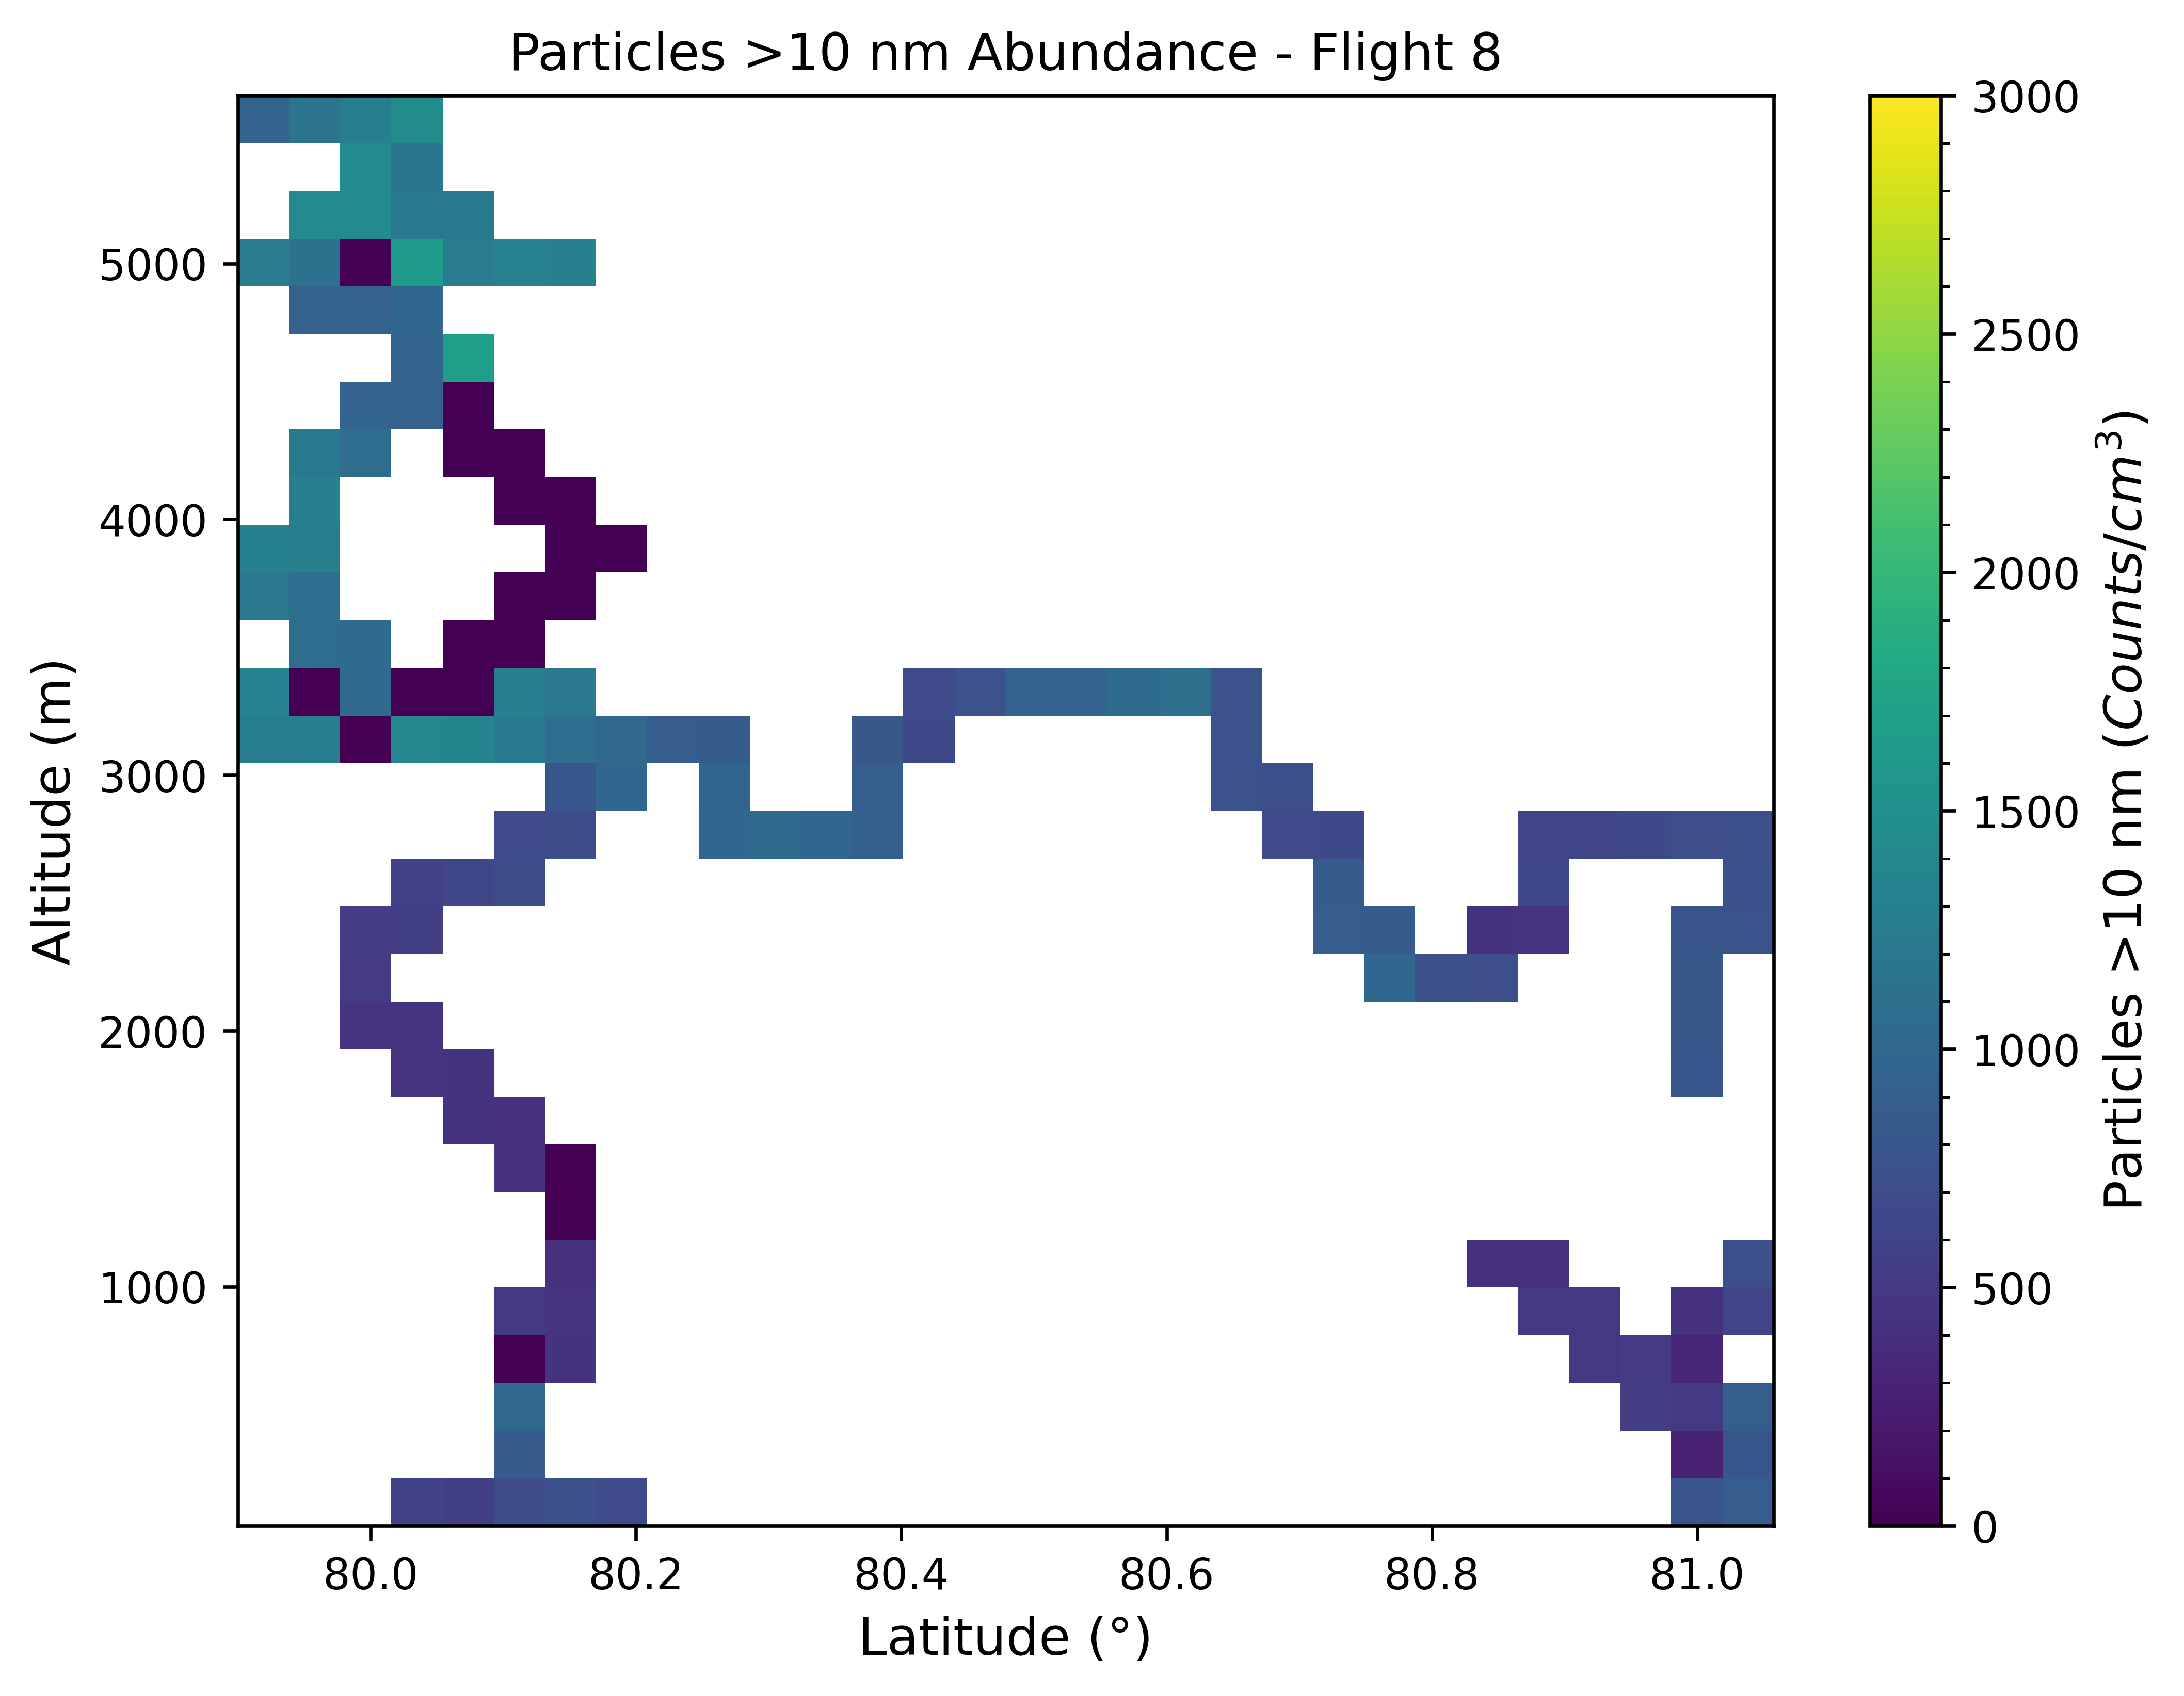 Particles >10 nm Abundance - Flight 8
5000
4000
3000
2000
1000
Altitude (m)
80.0 80.2 80.4 80.6 80.8 81.0
Latitude (°)
3000
2500
2000
1500
1000
500
0
Particles >10 nm (Counts/cm³)